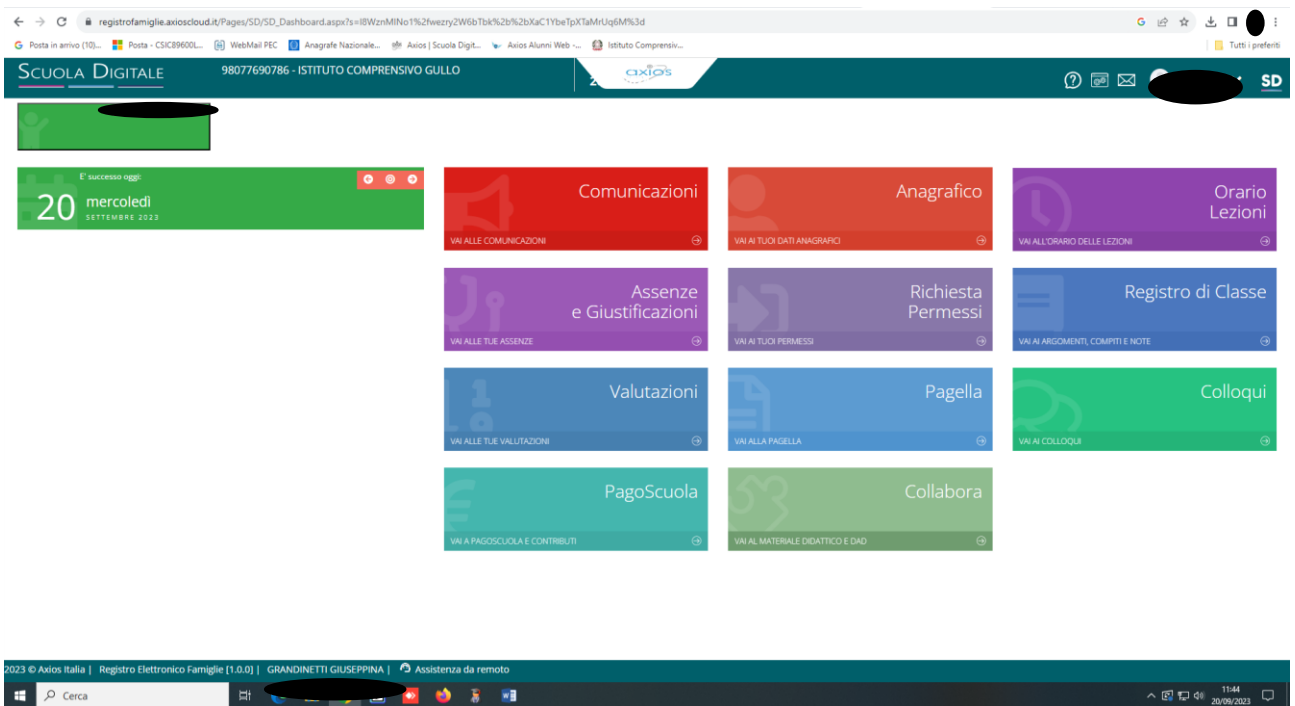 registrofamiglie.axioscloud.it/Pages/SD/SD_Dashboard.aspx?s=I8WznMINo1%2fwezry2W6bTbk%2b%2bXaC1YbeTpXTaMrUq6M%3d
Posta in arrivo (10)... Posta - CSIC89600L... WebMail PEC Anagrafe Nazionale... Axios | Scuola Digit... Axios Alunni Web -... Istituto Comprensiv... Tutti i preferiti
SCUOLA DIGITALE 98077690786 - ISTITUTO COMPRENSIVO GULLO axios SD
E' successo oggi:
20 mercoledì
SETTEMBRE 2023
Comunicazioni
VAI ALLE COMUNICAZIONI
Anagrafico
VAI AI TUOI DATI ANAGRAFICI
Orario
Lezioni
VAI ALL'ORARIO DELLE LEZIONI
Assenze
e Giustificazioni
VAI ALLE TUE ASSENZE
Richiesta
Permessi
VAI AI TUOI PERMESSI
Registro di Classe
VAI AI ARGOMENTI, COMPITI E NOTE
Valutazioni
VAI ALLE TUE VALUTAZIONI
Pagella
VAI ALLA PAGELLA
Colloqui
VAI AI COLLOQUI
PagoScuola
VAI A PAGOSCUOLA E CONTRIBUTI
Collabora
VAI AL MATERIALE DIDATTICO E DAD
2023 © Axios Italia | Registro Elettronico Famiglie [1.0.0] | GRANDINETTI GIUSEPPINA | Assistenza da remoto
Cerca
11:44
20/09/2023